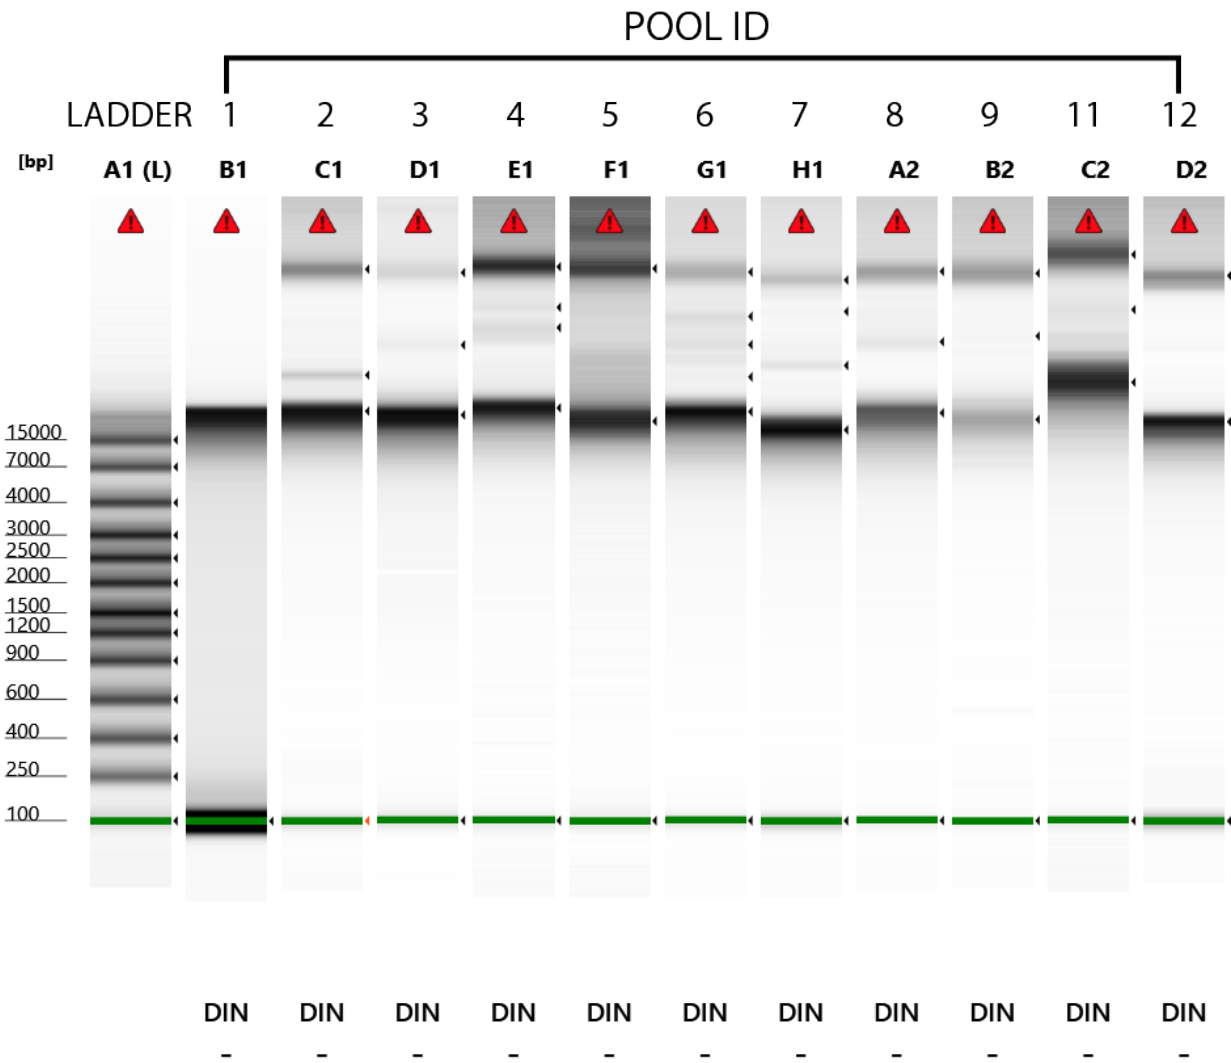 POOL ID
LADDER 1 2 3 4 5 6 7 8 9 11 12
[bp] A1 (L) B1 C1 D1 E1 F1 G1 H1 A2 B2 C2 D2
15000
7000
4000
3000
2500
2000
1500
1200
900
600
400
250
100
DIN DIN DIN DIN DIN DIN DIN DIN DIN DIN DIN
- - - - - - - - - - -